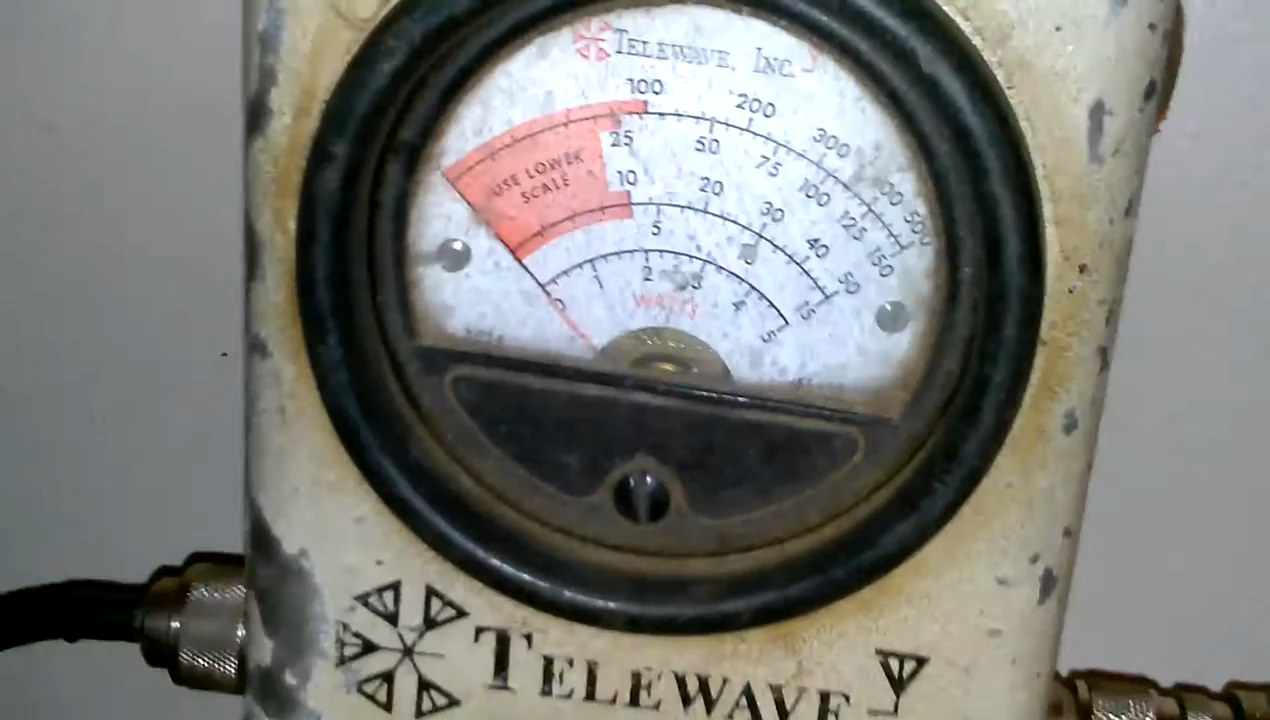 TELEWAVE, INC.
100 200 300 500
25 50 75 100 125 150
USE LOWER
SCALE
10 20 30 40 50
5 15
0 1 2 3 4 5
WATTS
TELEWAVE